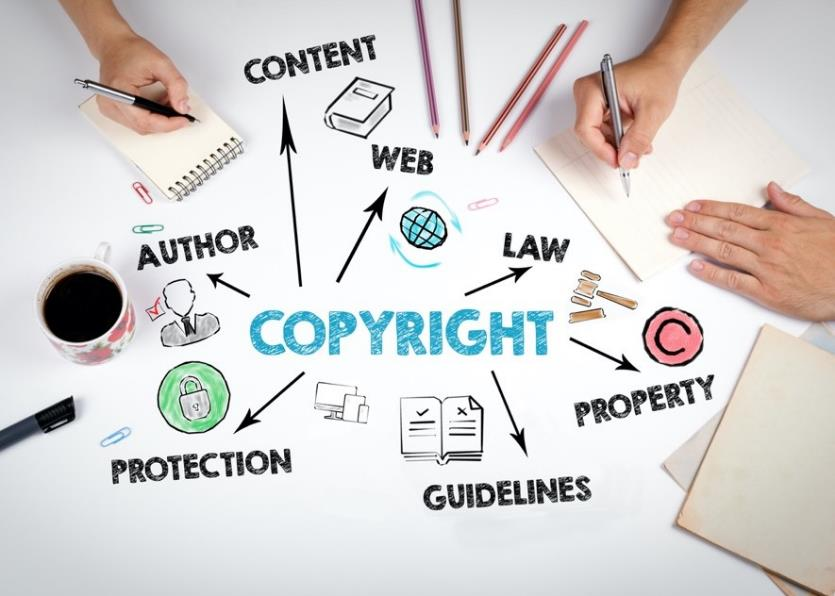 CONTENT
WEB
AUTHOR
LAW
COPYRIGHT
C
PROPERTY
PROTECTION
GUIDELINES